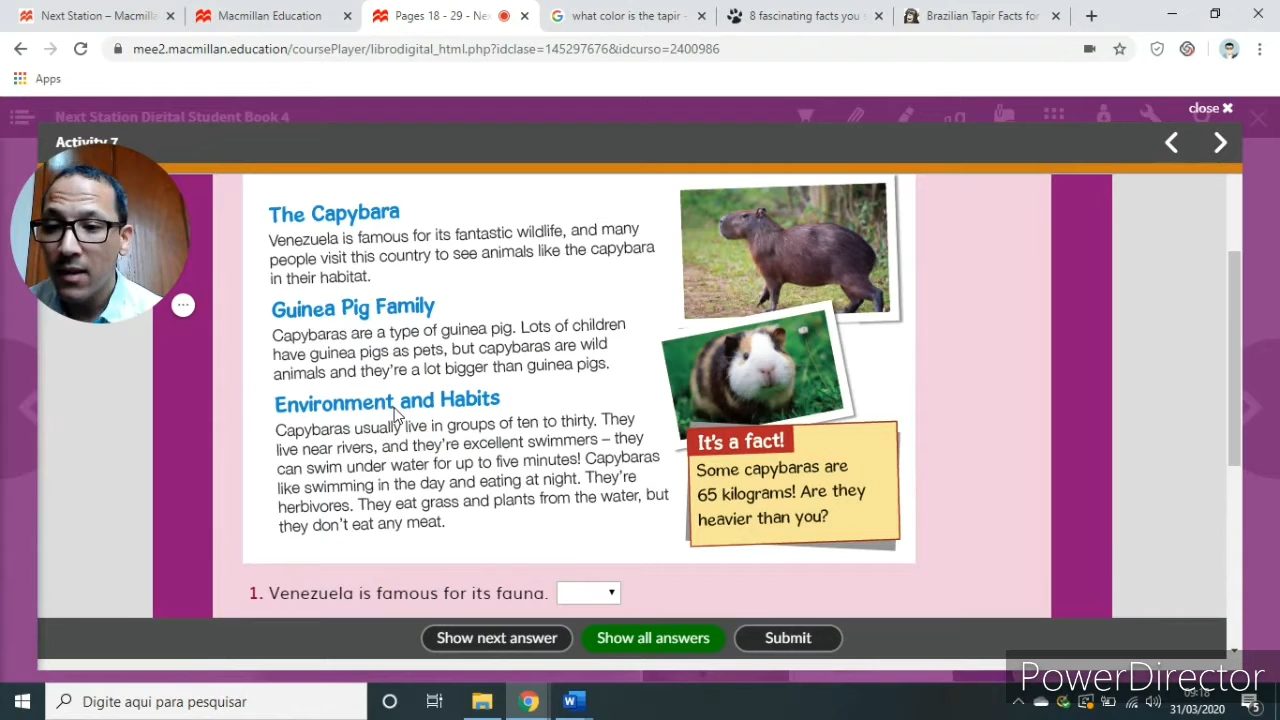 Next Station – Macmilla
Macmillan Education
Pages 18 - 29 - Ne
what color is the tapir -
8 fascinating facts you s
Brazilian Tapir Facts for
mee2.macmillan.education/coursePlayer/librodigital_html.php?idclase=145297676&idcurso=2400986
Apps
close
Next Station Digital Student Book 4
Activity 7
The Capybara
Venezuela is famous for its fantastic wildlife, and many
people visit this country to see animals like the capybara
in their habitat.
Guinea Pig Family
Capybaras are a type of guinea pig. Lots of children
have guinea pigs as pets, but capybaras are wild
animals and they're a lot bigger than guinea pigs.
Environment and Habits
Capybaras usually live in groups of ten to thirty. They
live near rivers, and they're excellent swimmers – they
can swim under water for up to five minutes! Capybaras
like swimming in the day and eating at night. They're
herbivores. They eat grass and plants from the water, but
they don't eat any meat.
It's a fact!
Some capybaras are
65 kilograms! Are they
heavier than you?
1. Venezuela is famous for its fauna.
Show next answer
Show all answers
Submit
PowerDirector
Digite aqui para pesquisar
09:18
31/03/2020
5